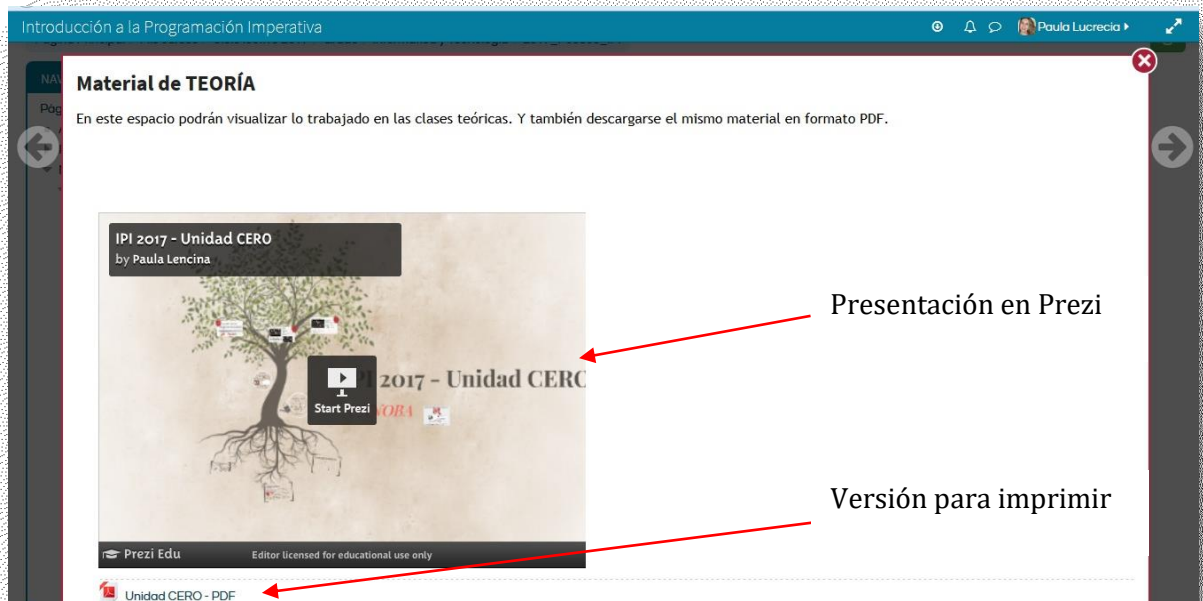 Introducción a la Programación Imperativa
Paula Lucrecia
NAV
Pág
Material de TEORÍA
En este espacio podrán visualizar lo trabajado en las clases teóricas. Y también descargarse el mismo material en formato PDF.
IPI 2017 - Unidad CERO
by Paula Lencina
Presentación en Prezi
2017 - Unidad CERO
Start Prezi
Versión para imprimir
Prezi Edu
Editor licensed for educational use only
Unidad CERO - PDF